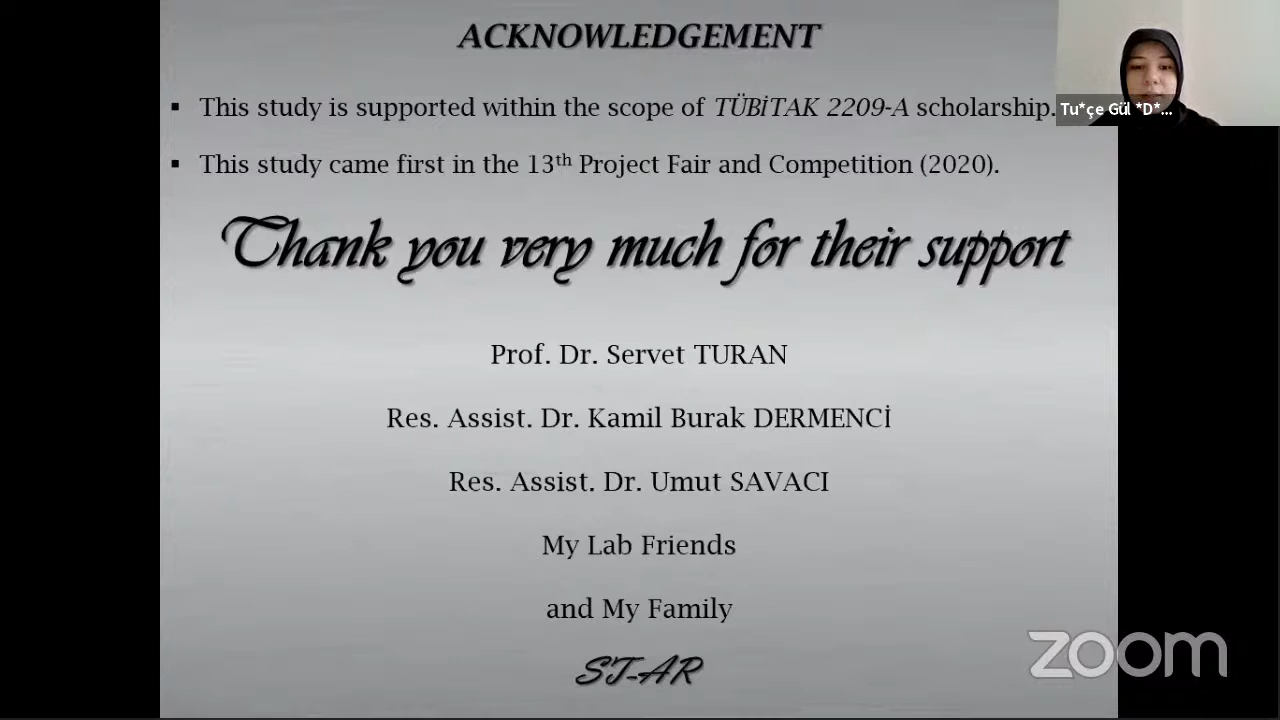 ACKNOWLEDGEMENT
▪ This study is supported within the scope of TÜBİTAK 2209-A scholarship.
Tu*çe Gül *D*...
▪ This study came first in the 13th Project Fair and Competition (2020).
Thank you very much for their support
Prof. Dr. Servet TURAN
Res. Assist. Dr. Kamil Burak DERMENCİ
Res. Assist. Dr. Umut SAVACI
My Lab Friends
and My Family
ST-AR
zoom